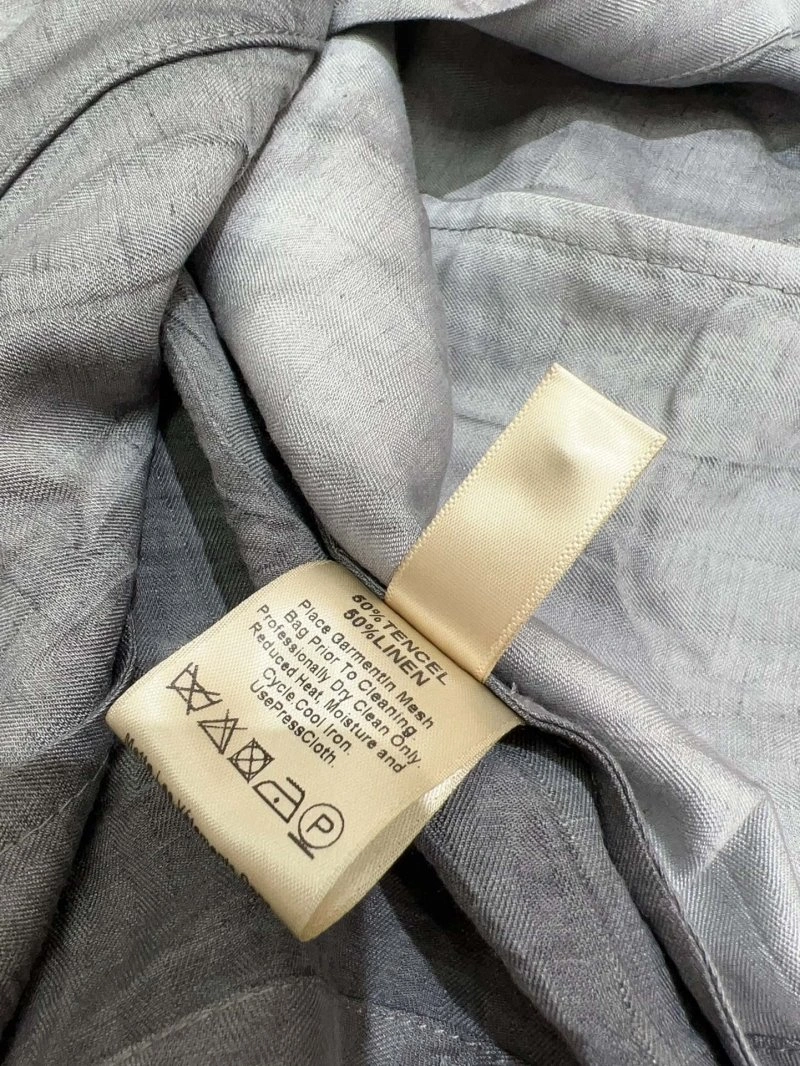 50%TENCEL
50%LINEN
Place GarmentIn Mesh
Bag Prior To Cleaning
Professionally Dry Clean Only.
Reduced Heat, Moisture and
Cycle.Cool Iron.
UsePressCloth.
P